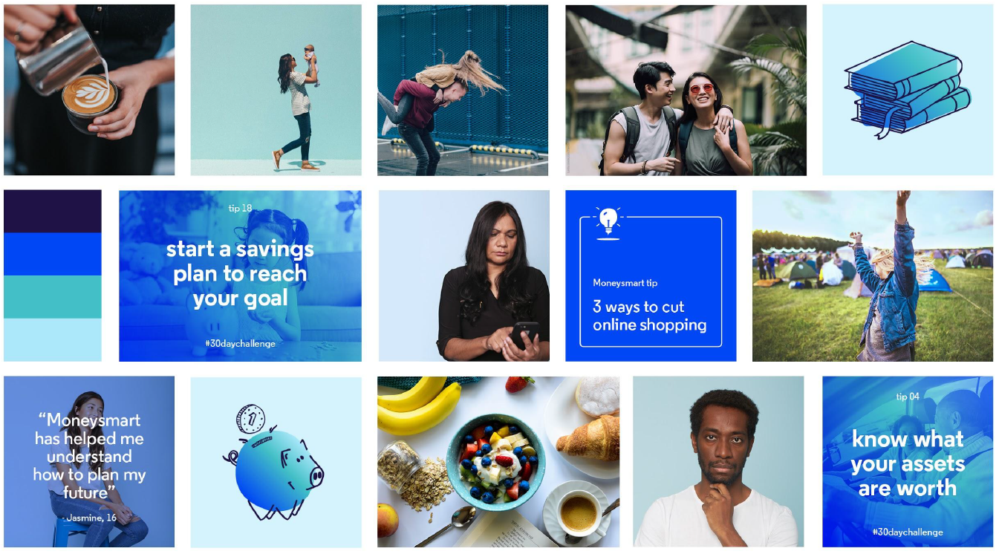 tip 18
start a savings
plan to reach
your goal
#30daychallenge
Moneysmart tip
3 ways to cut
online shopping
“Moneysmart
has helped me
understand
how to plan my
future”
Jasmine, 16
1
tip 04
know what
your assets
are worth
#30daychallenge